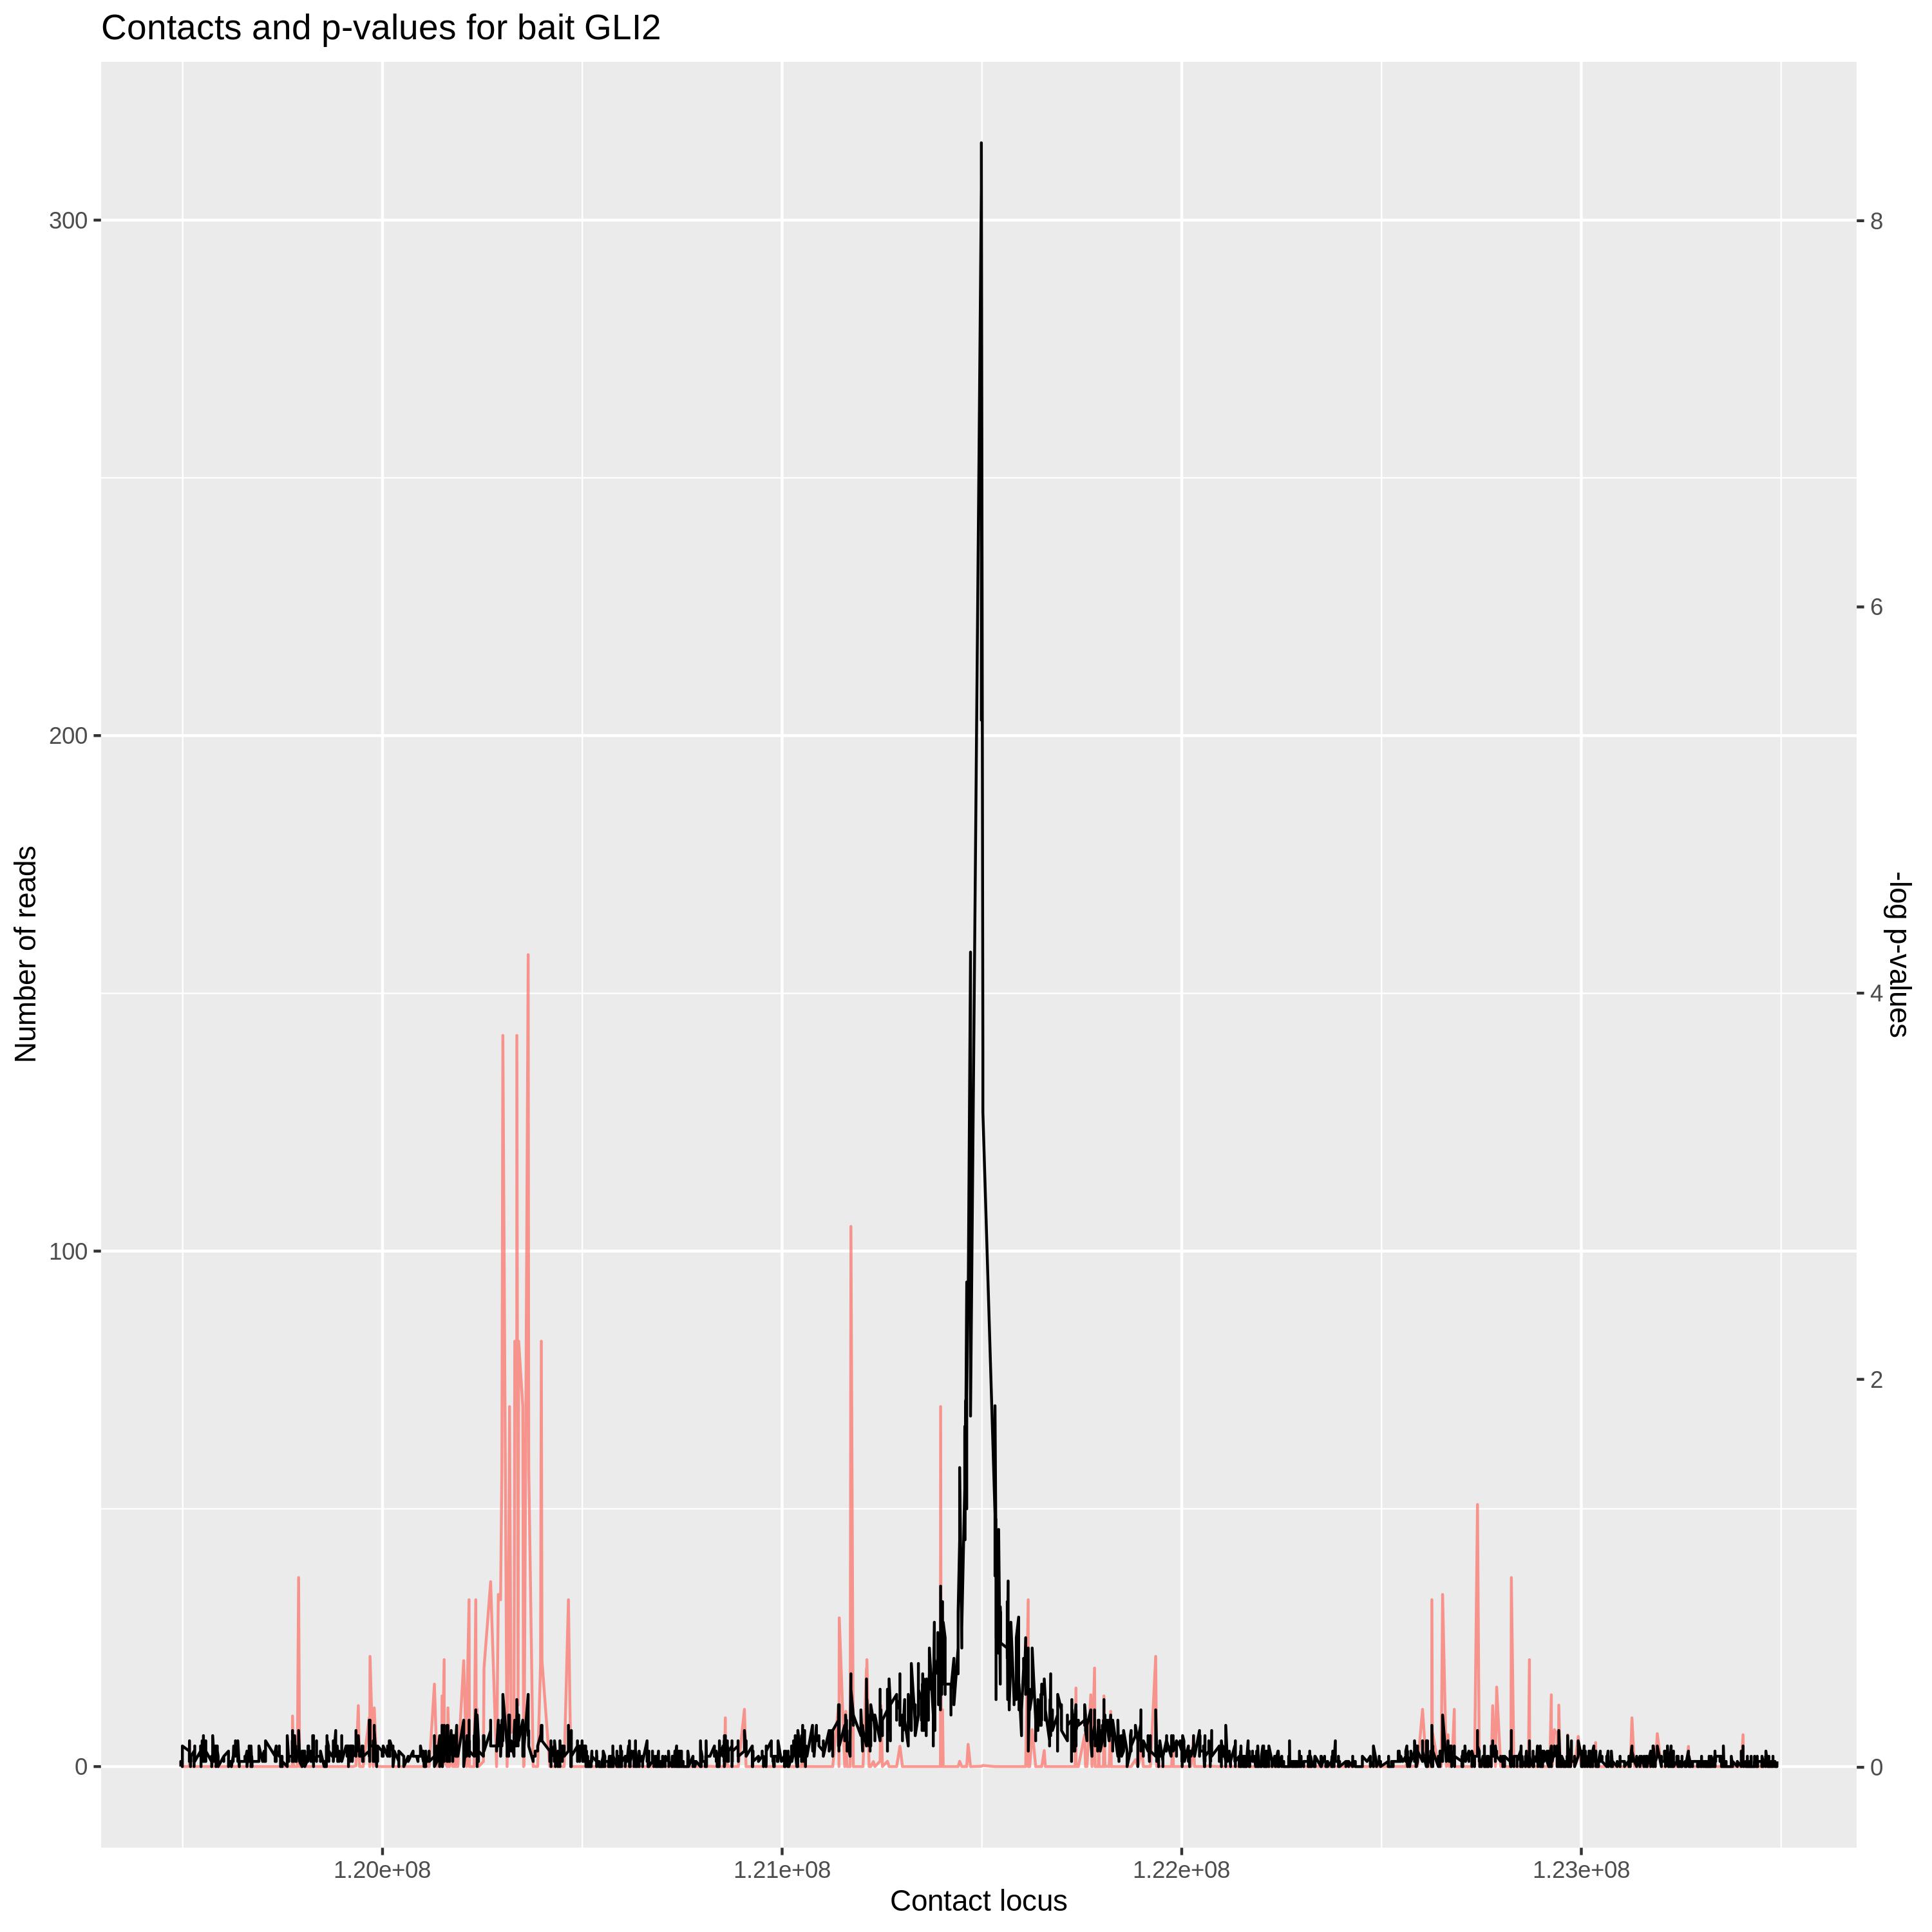 Contacts and p-values for bait GLI2
Number of reads
300
200
100
0
8
6
4
2
0
-log p-values
1.20e+08
1.21e+08
1.22e+08
1.23e+08
Contact locus